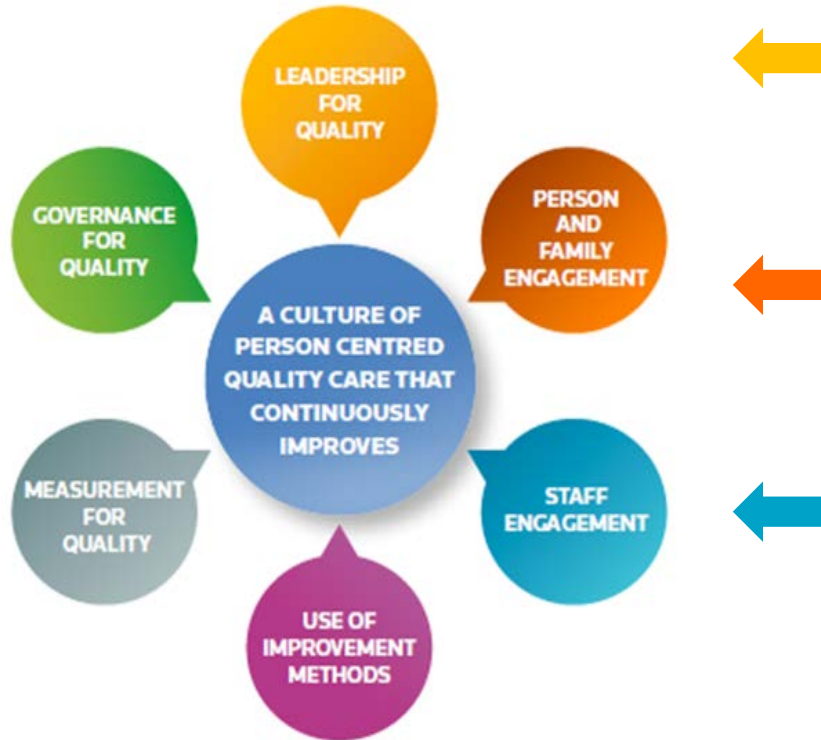 LEADERSHIP
FOR
QUALITY
PERSON
AND
FAMILY
ENGAGEMENT
GOVERNANCE
FOR
QUALITY
A CULTURE OF
PERSON CENTRED
QUALITY CARE THAT
CONTINUOUSLY
IMPROVES
MEASUREMENT
FOR
QUALITY
STAFF
ENGAGEMENT
USE OF
IMPROVEMENT
METHODS